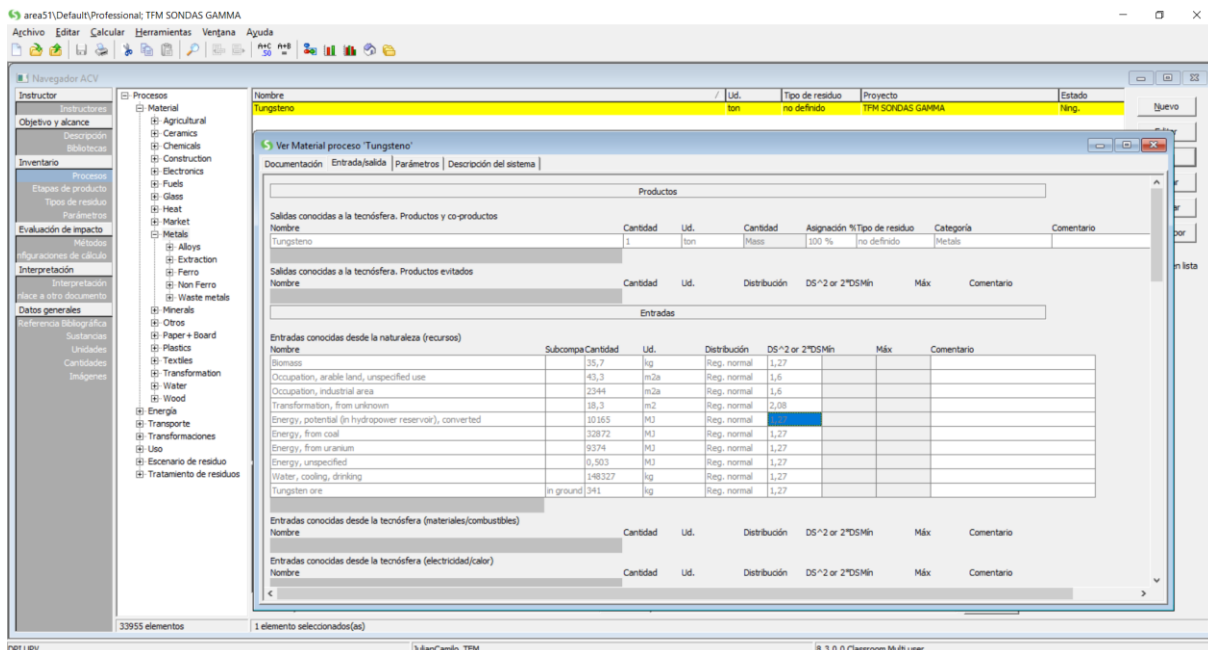 area51\Default\Professional; TFM SONDAS GAMMA
Archivo Editar Calcular Herramientas Ventana Ayuda
Navegador ACV
Instructor
Instructores
Objetivo y alcance
Descripción
Bibliotecas
Inventario
Procesos
Etapas de producto
Tipos de residuo
Parámetros
Evaluación de impacto
Métodos
nfiguraciones de cálculo
Interpretación
Interpretación
nlace a otro documento
Datos generales
Referencia Bibliográfica
Sustancias
Unidades
Cantidades
Imágenes
Procesos
Material
Agricultural
Ceramics
Chemicals
Construction
Electronics
Fuels
Glass
Heat
Market
Metals
Alloys
Extraction
Ferro
Non Ferro
Waste metals
Minerals
Otros
Paper+Board
Plastics
Textiles
Transformation
Water
Wood
Energía
Transporte
Transformaciones
Uso
Escenario de residuo
Tratamiento de residuos
Nombre / Ud. Tipo de residuo Proyecto Estado
Tungsteno ton no definido TFM SONDAS GAMMA Ning.
Nuevo
Ver Material proceso 'Tungsteno'
Documentación Entrada/salida Parámetros Descripción del sistema
Productos
Salidas conocidas a la tecnósfera. Productos y co-productos
Nombre Cantidad Ud. Cantidad Asignación % Tipo de residuo Categoría Comentario
Tungsteno 1 ton Mass 100 % no definido Metals
Salidas conocidas a la tecnósfera. Productos evitados
Nombre Cantidad Ud. Distribución DS^2 or 2*DS Mín Máx Comentario
Entradas
Entradas conocidas desde la naturaleza (recursos)
Nombre Subcompa Cantidad Ud. Distribución DS^2 or 2*DS Mín Máx Comentario
Biomass 35,7 kg Reg. normal 1,27
Occupation, arable land, unspecified use 43,3 m2a Reg. normal 1,6
Occupation, industrial area 2344 m2a Reg. normal 1,6
Transformation, from unknown 18,3 m2 Reg. normal 2,08
Energy, potential (in hydropower reservoir), converted 10165 MJ Reg. normal 1,27
Energy, from coal 32872 MJ Reg. normal 1,27
Energy, from uranium 9374 MJ Reg. normal 1,27
Energy, unspecified 0,503 MJ Reg. normal 1,27
Water, cooling, drinking 148327 kg Reg. normal 1,27
Tungsten ore in ground 341 kg Reg. normal 1,27
Entradas conocidas desde la tecnósfera (materiales/combustibles)
Nombre Cantidad Ud. Distribución DS^2 or 2*DS Mín Máx Comentario
Entradas conocidas desde la tecnósfera (electricidad/calor)
Nombre Cantidad Ud. Distribución DS^2 or 2*DS Mín Máx Comentario
n lista
33955 elementos 1 elemento seleccionados(as)
8.3.0.0 Classroom Multi user